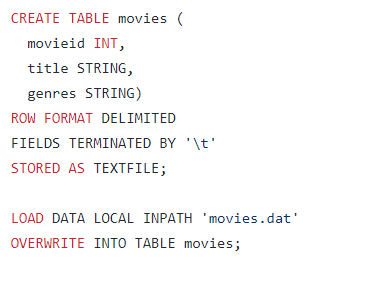 CREATE TABLE movies (
  movieid INT,
  title STRING,
  genres STRING)
ROW FORMAT DELIMITED
FIELDS TERMINATED BY '\t'
STORED AS TEXTFILE;

LOAD DATA LOCAL INPATH 'movies.dat'
OVERWRITE INTO TABLE movies;